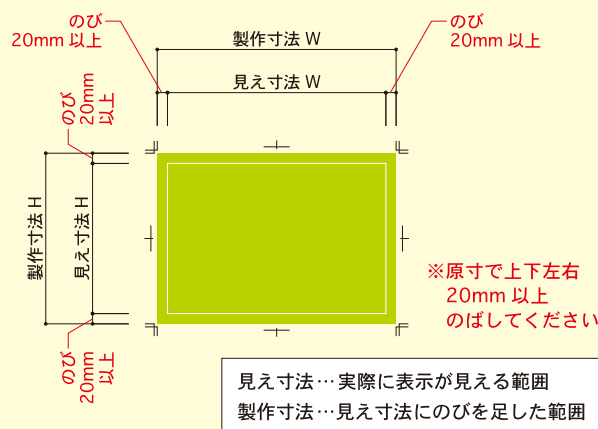 のび
20mm 以上
製作寸法 W
のび
20mm 以上
見え寸法 W
のび
20mm
以上
製作寸法 H
見え寸法 H
のび
20mm
以上
※原寸で上下左右
20mm 以上
のばしてください
見え寸法…実際に表示が見える範囲
製作寸法…見え寸法にのびを足した範囲